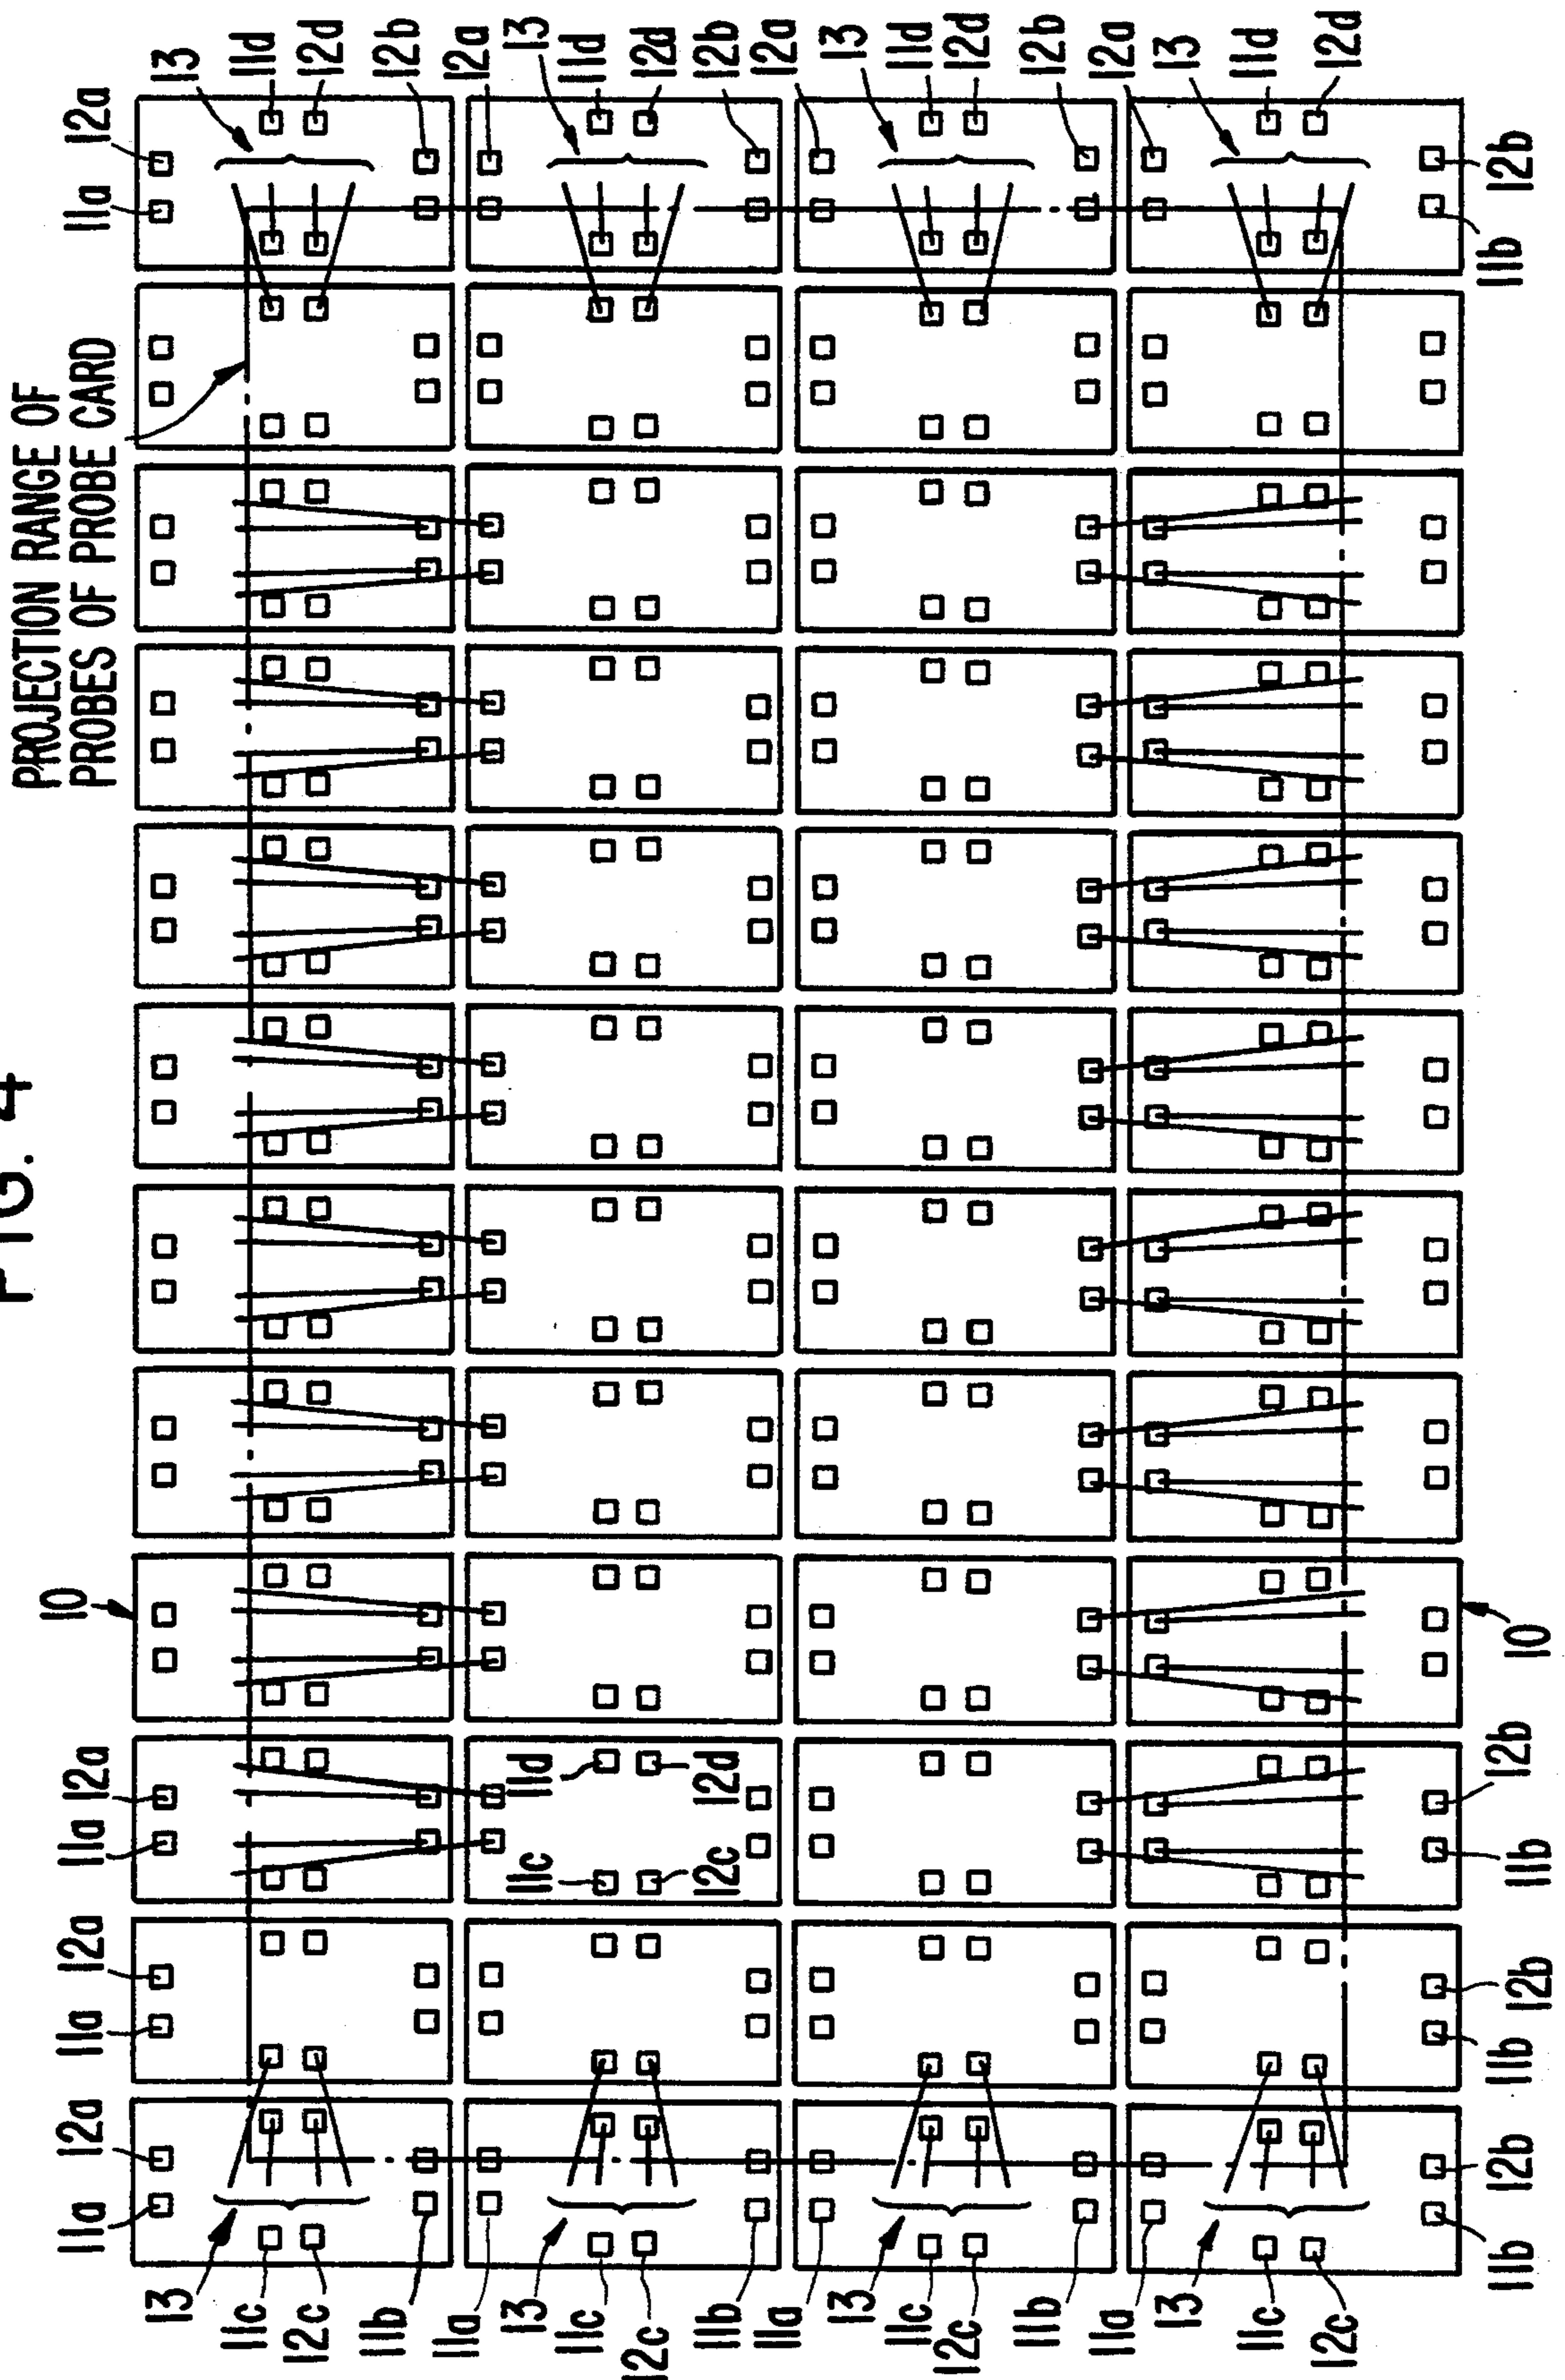 FIG. 4
PROJECTION RANGE OF
PROBES OF PROBE CARD
10
11a 12a 11a 12a 11a 12a 11a 12a
13
11c
12c
11b
11a
13
11c
12c
11b
11a
13
11c
12c
11b
11a
13
11c
12c
11c 11d
12c 12d
13
11d
12d
12b
12a
13
11d
12d
12b
12a
13
11d
12d
12b
12a
13
11d
12d
11b 12b 11b 12b 11b 12b 10 11b 12b